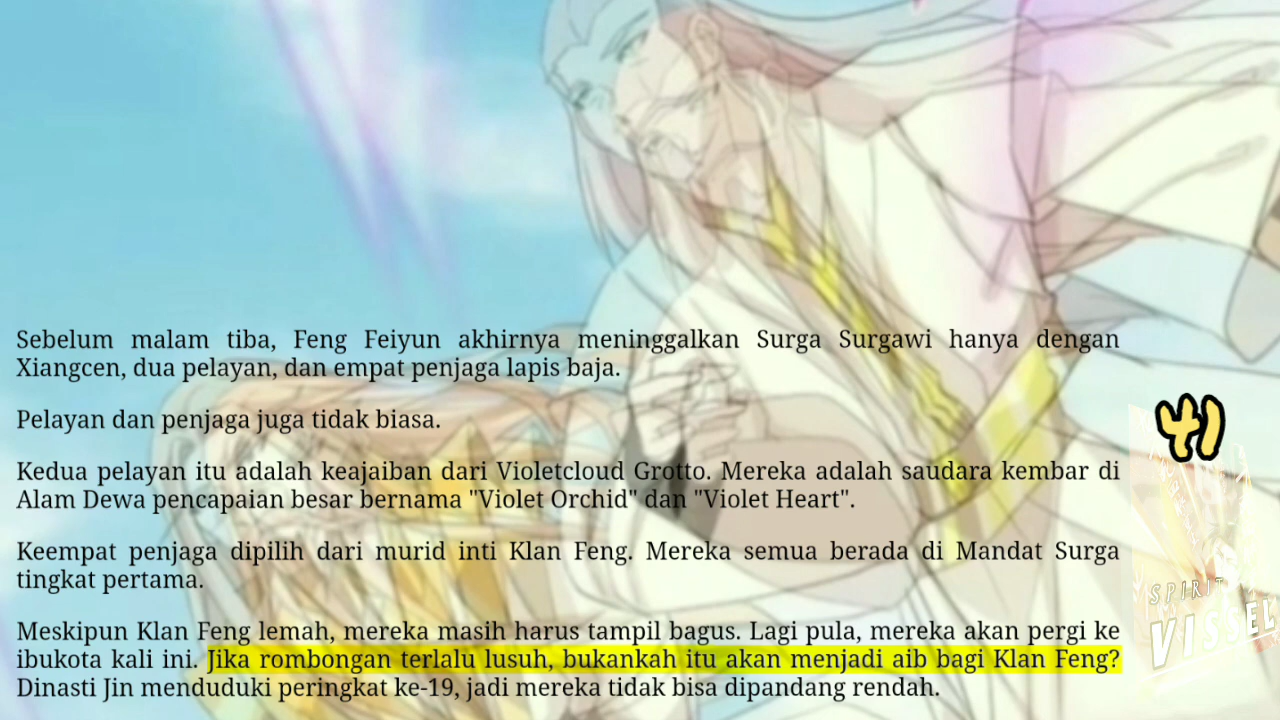 Sebelum malam tiba, Feng Feiyun akhirnya meninggalkan Surga Surgawi hanya dengan
Xiangcen, dua pelayan, dan empat penjaga lapis baja.
Pelayan dan penjaga juga tidak biasa.
Kedua pelayan itu adalah keajaiban dari Violetcloud Grotto. Mereka adalah saudara kembar di
Alam Dewa pencapaian besar bernama "Violet Orchid" dan "Violet Heart".
Keempat penjaga dipilih dari murid inti Klan Feng. Mereka semua berada di Mandat Surga
tingkat pertama.
Meskipun Klan Feng lemah, mereka masih harus tampil bagus. Lagi pula, mereka akan pergi ke
ibukota kali ini. Jika rombongan terlalu lusuh, bukankah itu akan menjadi aib bagi Klan Feng?
Dinasti Jin menduduki peringkat ke-19, jadi mereka tidak bisa dipandang rendah.
41
SPIRIT
VISSEL